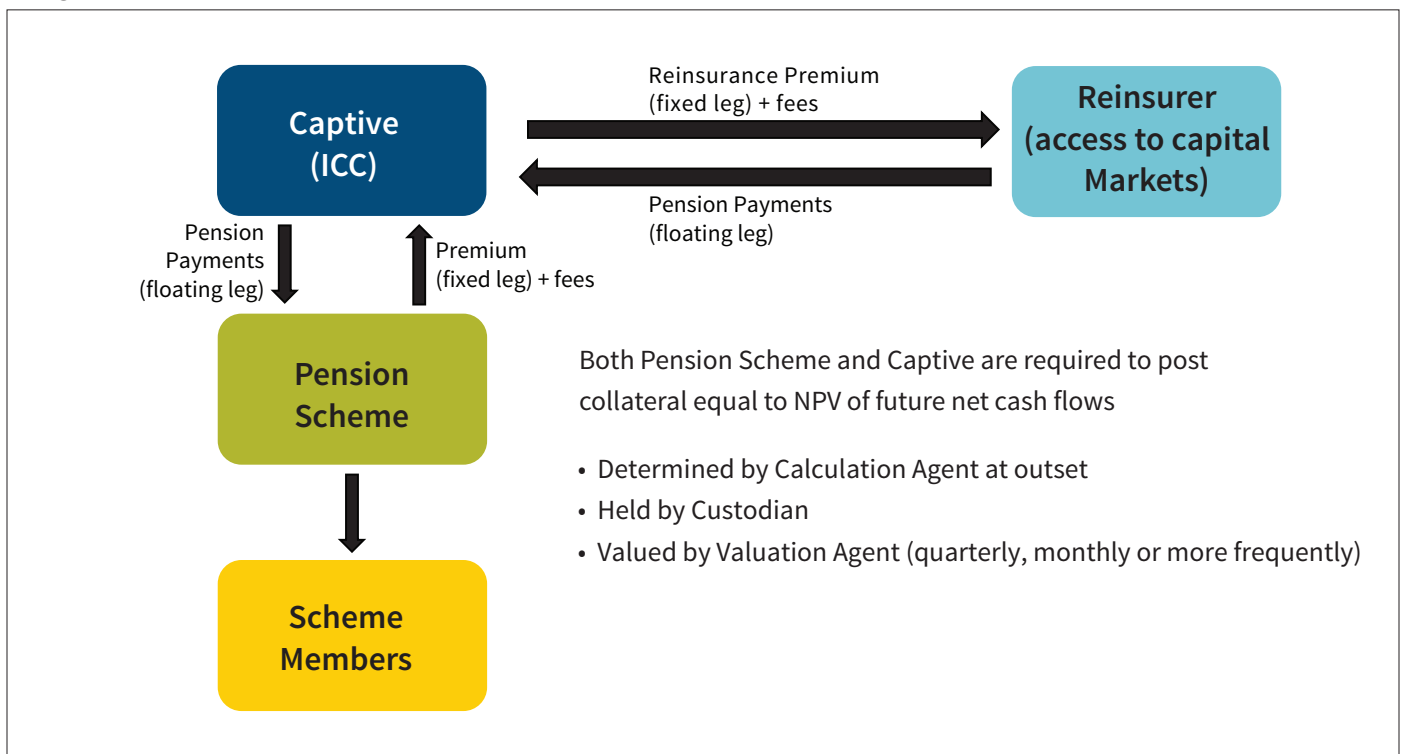 Captive
(ICC)
Reinsurance Premium
(fixed leg) + fees
Reinsurer
(access to capital
Markets)
Pension Payments
(floating leg)
Pension
Payments
(floating leg)
Premium
(fixed leg) + fees
Pension
Scheme
Both Pension Scheme and Captive are required to post
collateral equal to NPV of future net cash flows
• Determined by Calculation Agent at outset
• Held by Custodian
• Valued by Valuation Agent (quarterly, monthly or more frequently)
Scheme
Members